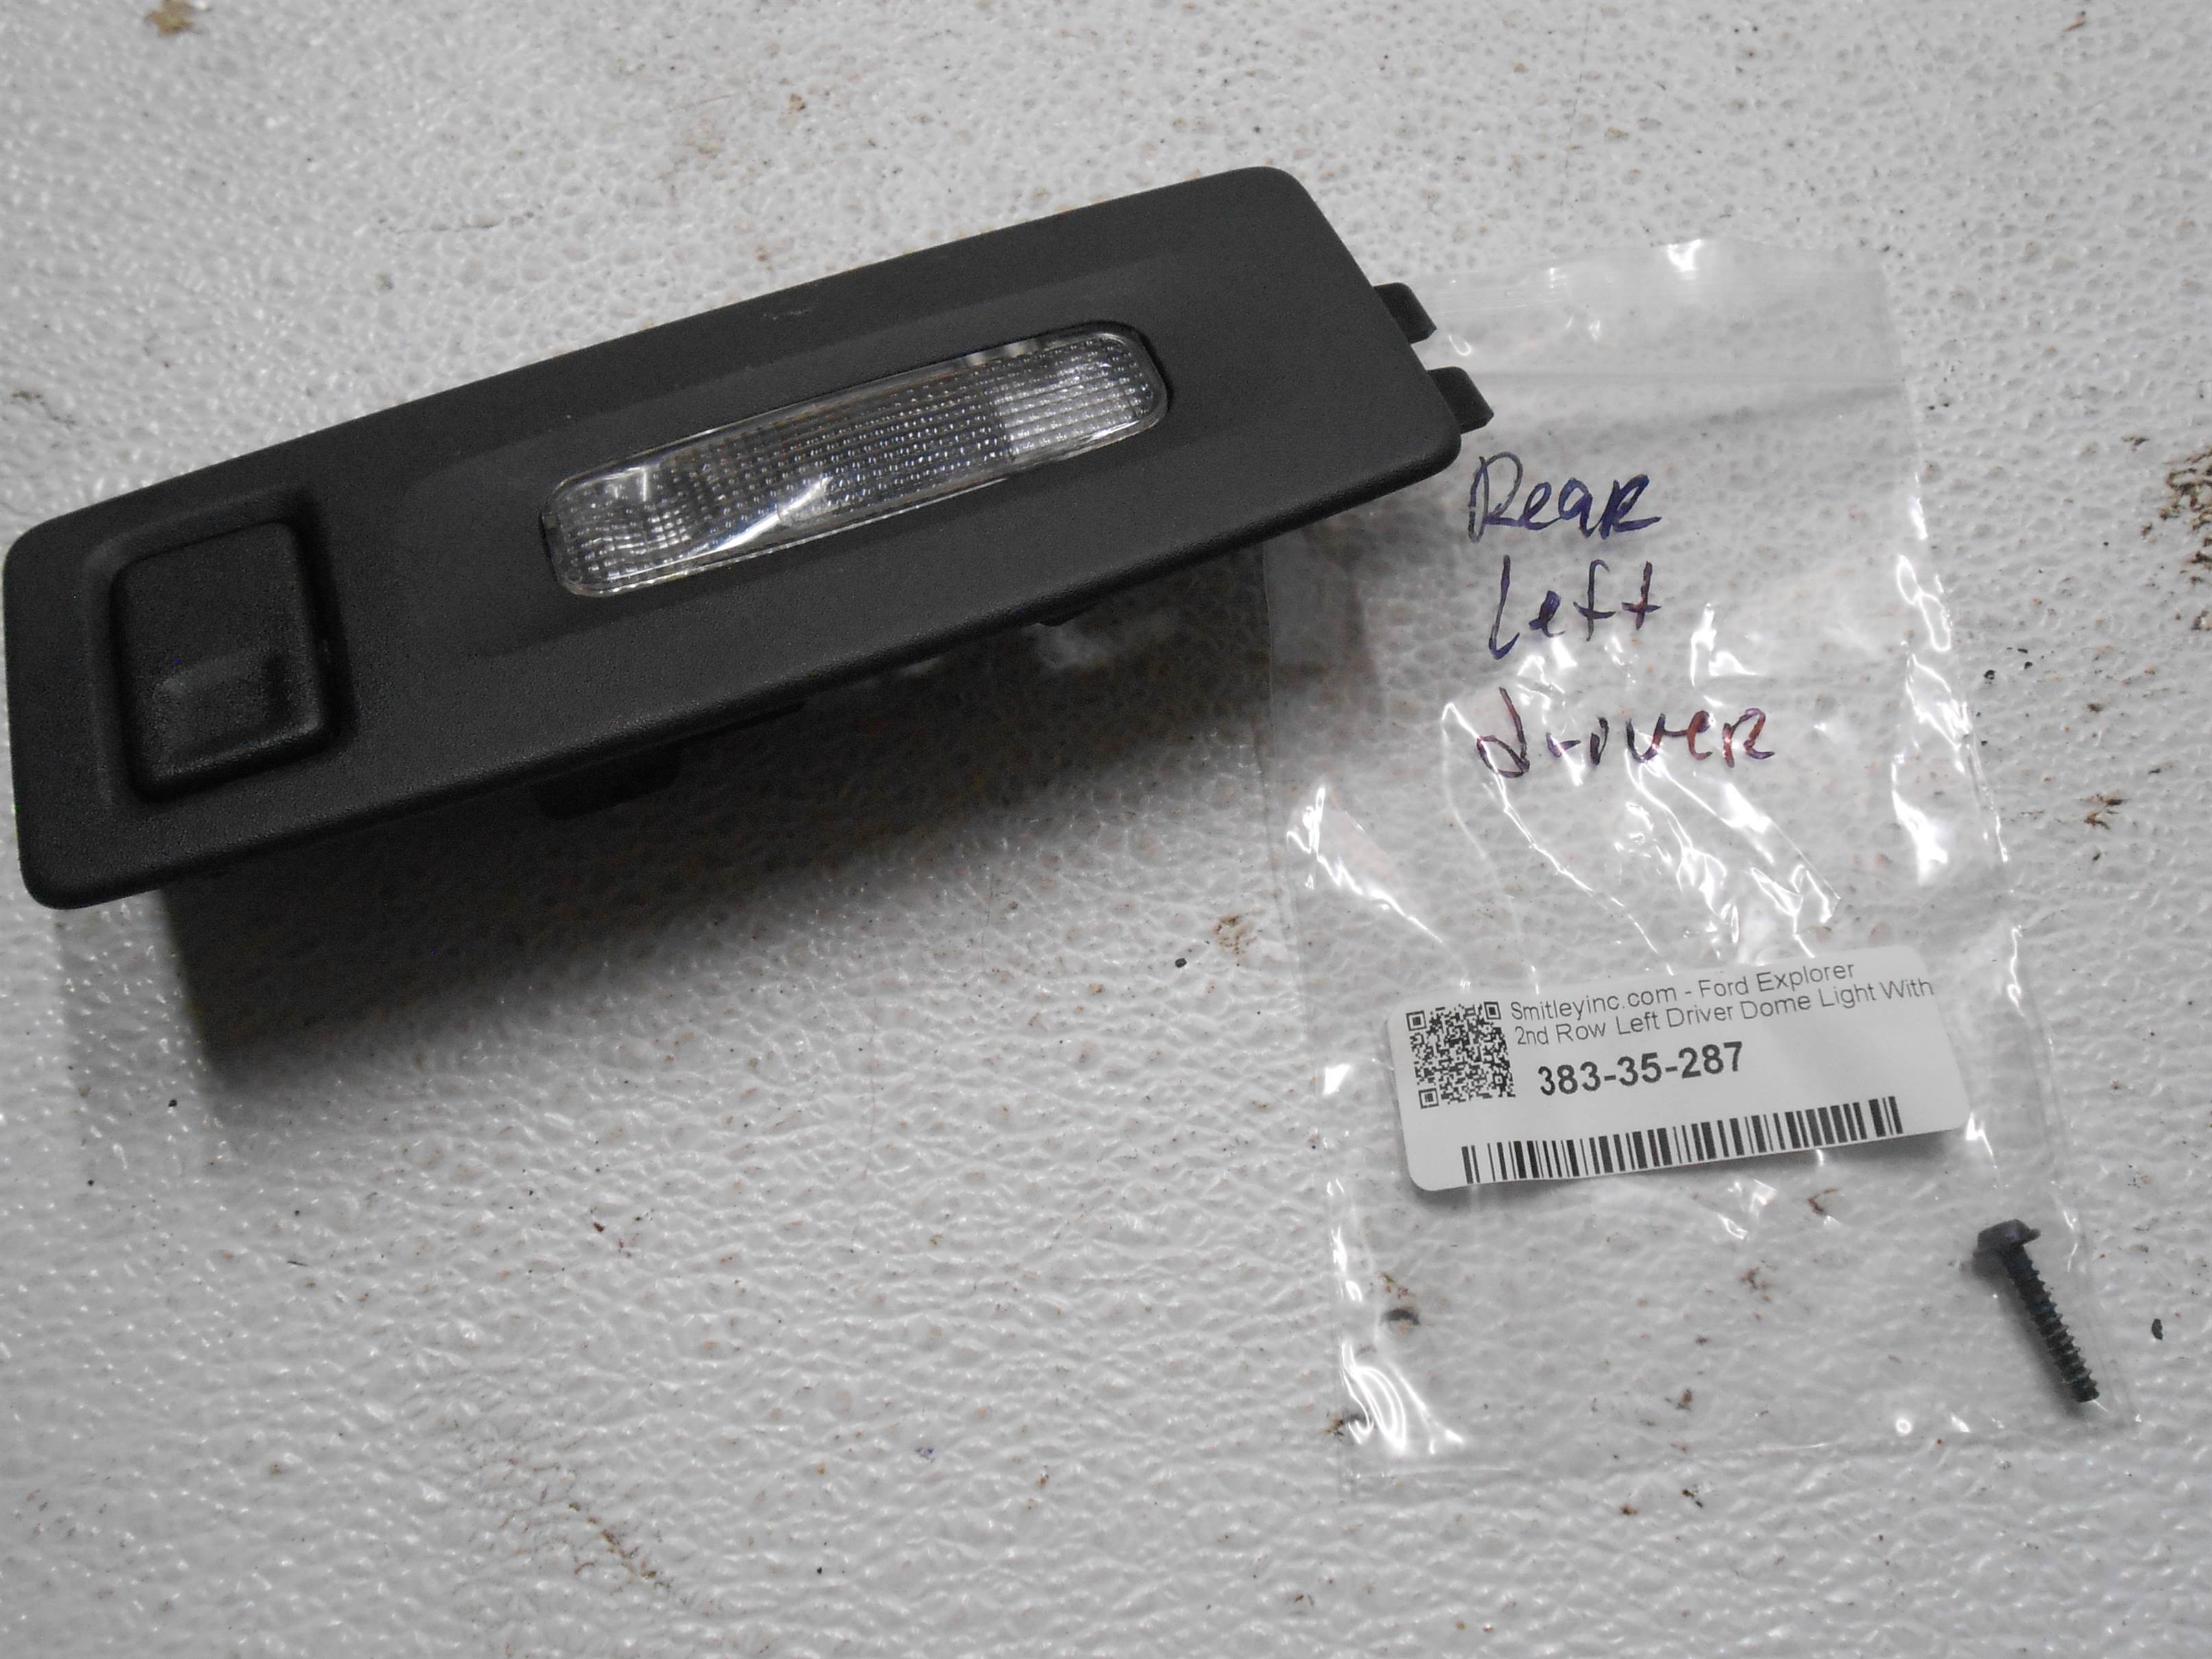 Rear
Left
driver
Smitleyinc.com - Ford Explorer
2nd Row Left Driver Dome Light With
383-35-287